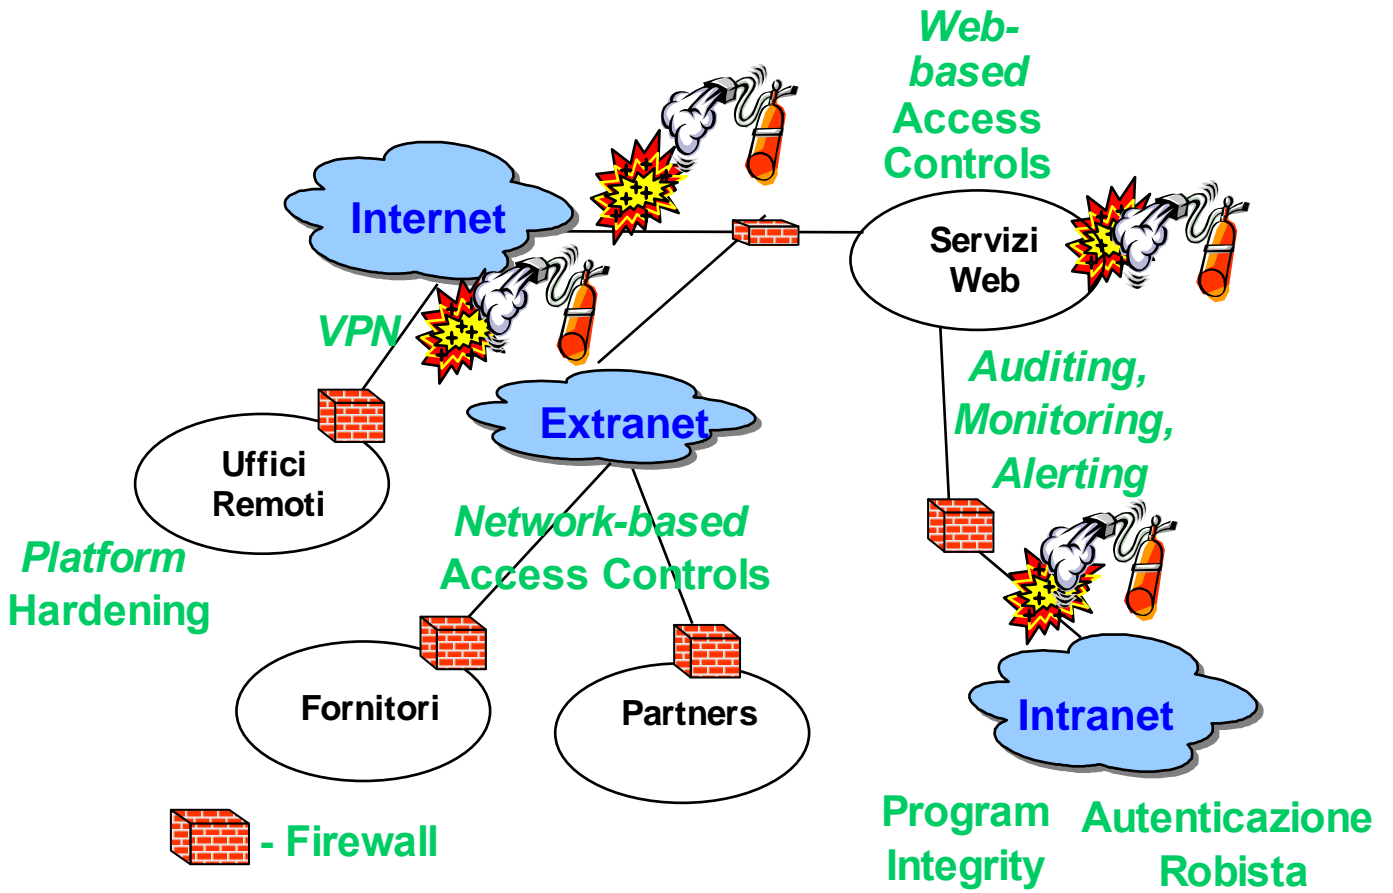 Web-
based
Access
Controls
Internet
Servizi
Web
VPN
Auditing,
Monitoring,
Alerting
Extranet
Uffici
Remoti
Network-based
Access Controls
Platform
Hardening
Fornitori
Partners
Intranet
Program
Integrity
Autenticazione
Robista
- Firewall